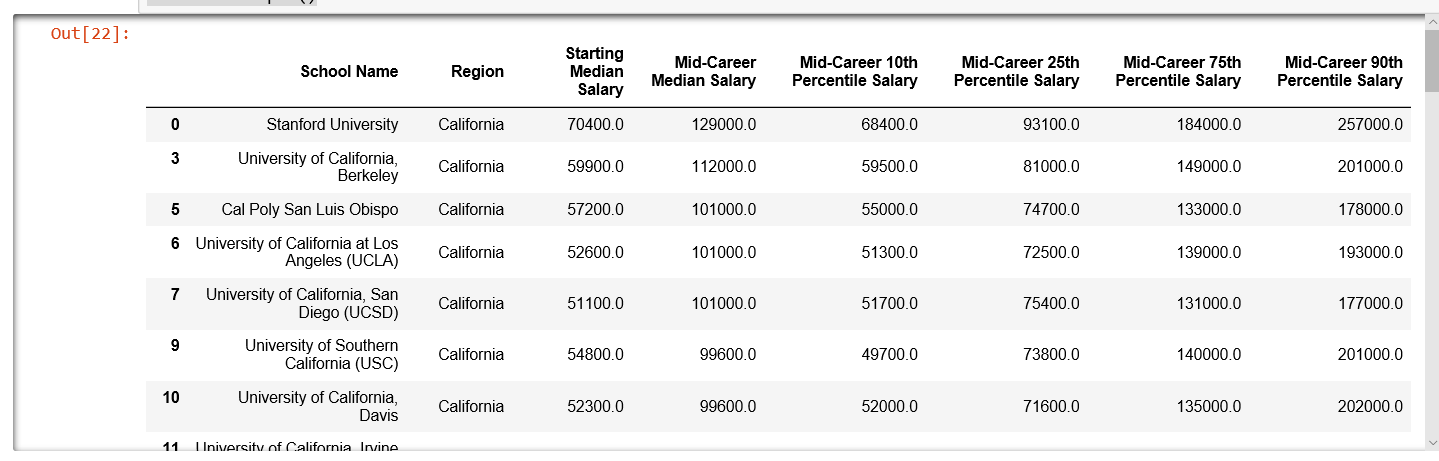 Out[22]:
School Name Region Starting Median Salary Mid-Career Median Salary Mid-Career 10th Percentile Salary Mid-Career 25th Percentile Salary Mid-Career 75th Percentile Salary Mid-Career 90th Percentile Salary
0 Stanford University California 70400.0 129000.0 68400.0 93100.0 184000.0 257000.0
3 University of California, Berkeley California 59900.0 112000.0 59500.0 81000.0 149000.0 201000.0
5 Cal Poly San Luis Obispo California 57200.0 101000.0 55000.0 74700.0 133000.0 178000.0
6 University of California at Los Angeles (UCLA) California 52600.0 101000.0 51300.0 72500.0 139000.0 193000.0
7 University of California, San Diego (UCSD) California 51100.0 101000.0 51700.0 75400.0 131000.0 177000.0
9 University of Southern California (USC) California 54800.0 99600.0 49700.0 73800.0 140000.0 201000.0
10 University of California, Davis California 52300.0 99600.0 52000.0 71600.0 135000.0 202000.0
11 University of California, Irvine